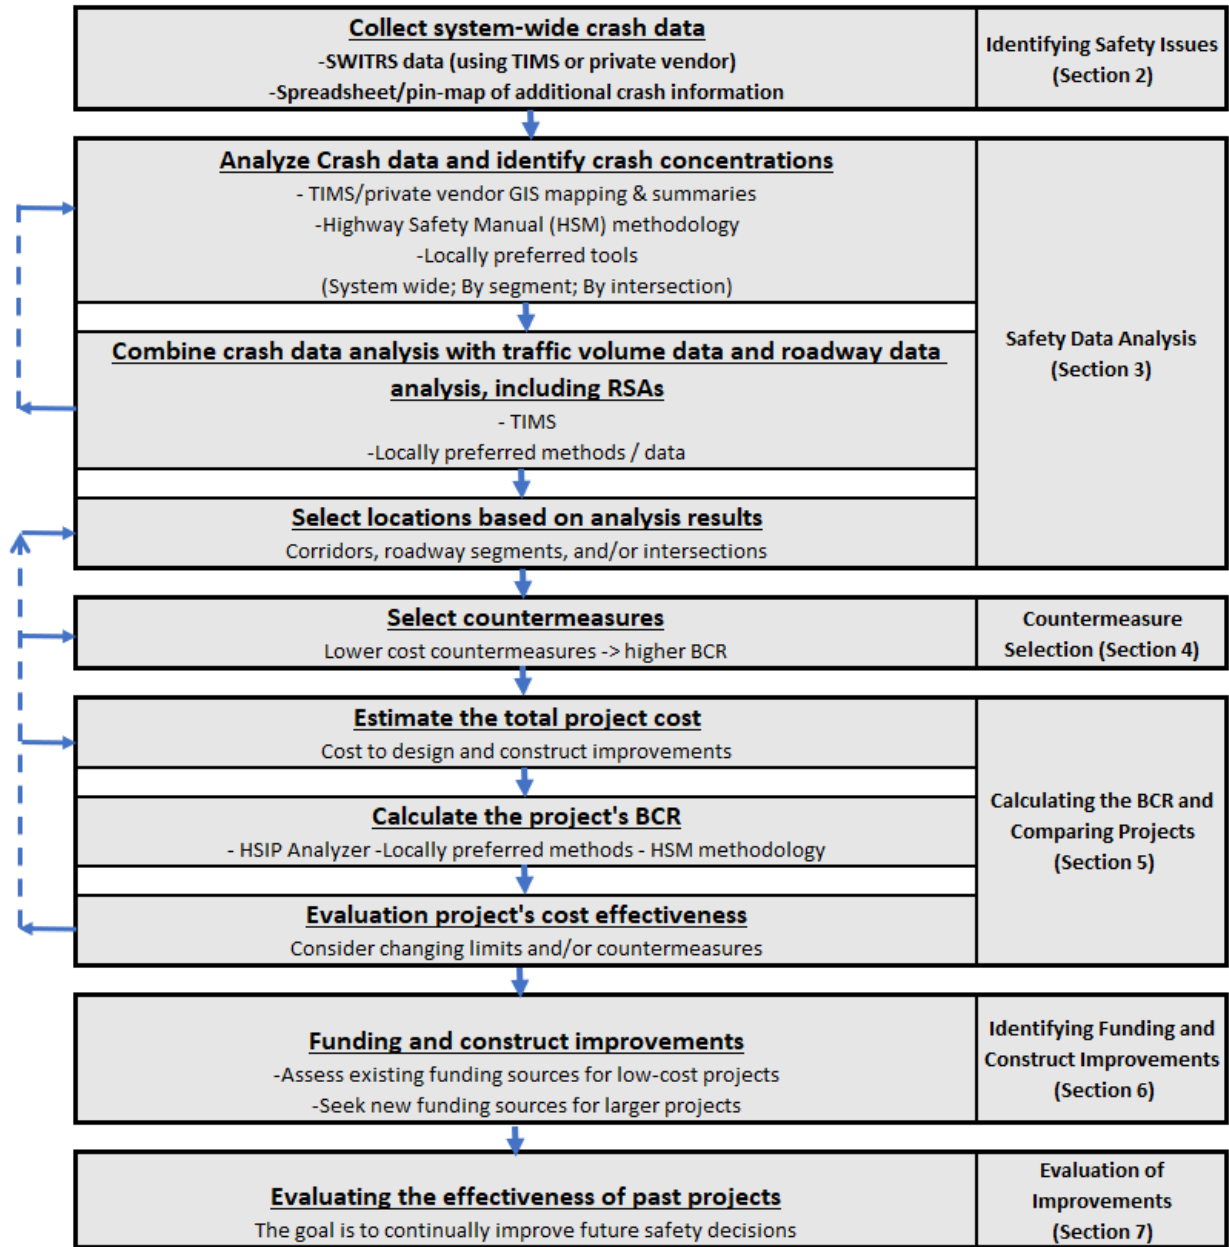 Collect system-wide crash data
-SWITRS data (using TIMS or private vendor)
-Spreadsheet/pin-map of additional crash information
Identifying Safety Issues
(Section 2)
Analyze Crash data and identify crash concentrations
- TIMS/private vendor GIS mapping & summaries
-Highway Safety Manual (HSM) methodology
-Locally preferred tools
(System wide; By segment; By intersection)
Combine crash data analysis with traffic volume data and roadway data
analysis, including RSAs
- TIMS
-Locally preferred methods / data
Select locations based on analysis results
Corridors, roadway segments, and/or intersections
Safety Data Analysis
(Section 3)
Select countermeasures
Lower cost countermeasures -> higher BCR
Countermeasure
Selection (Section 4)
Estimate the total project cost
Cost to design and construct improvements
Calculate the project's BCR
- HSIP Analyzer -Locally preferred methods - HSM methodology
Evaluation project's cost effectiveness
Consider changing limits and/or countermeasures
Calculating the BCR and
Comparing Projects
(Section 5)
Funding and construct improvements
-Assess existing funding sources for low-cost projects
-Seek new funding sources for larger projects
Identifying Funding and
Construct Improvements
(Section 6)
Evaluating the effectiveness of past projects
The goal is to continually improve future safety decisions
Evaluation of
Improvements
(Section 7)